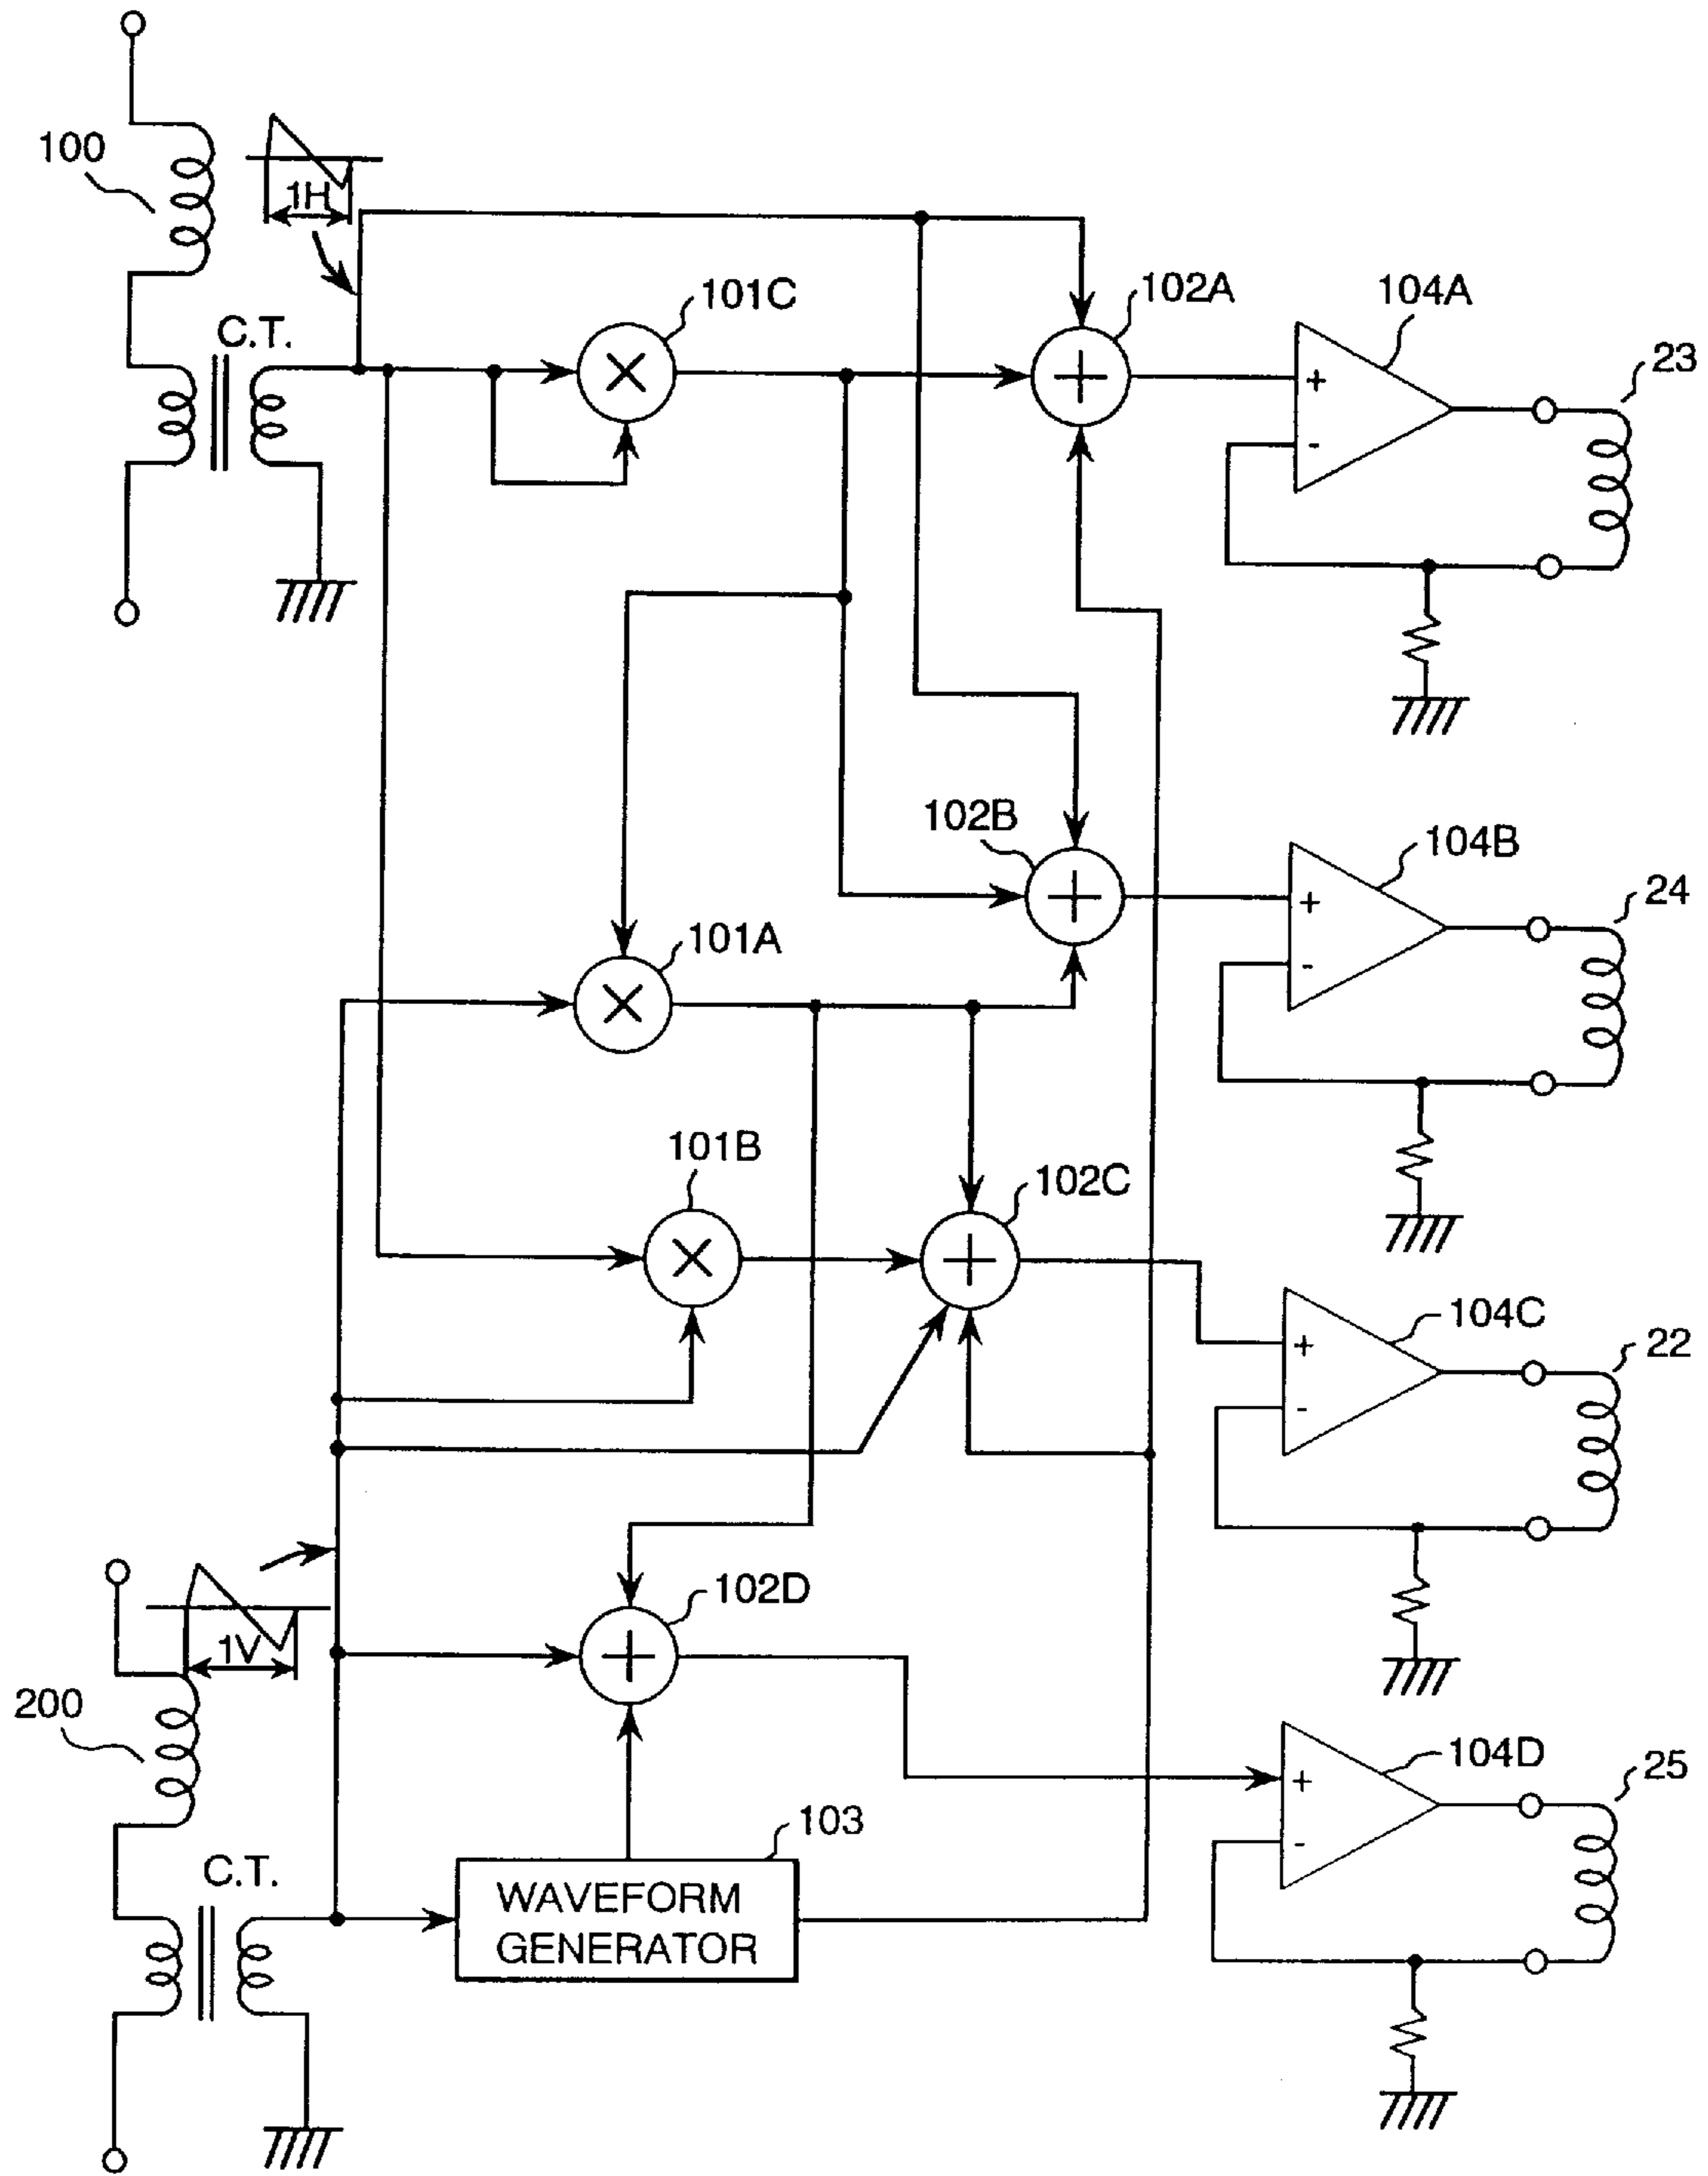 100
1H
C.T.
101C
102A
104A
+
-
23
102B
104B
+
-
24
101A
101B
102C
104C
+
-
22
1V
102D
200
104D
+
-
25
103
C.T.
WAVEFORM
GENERATOR